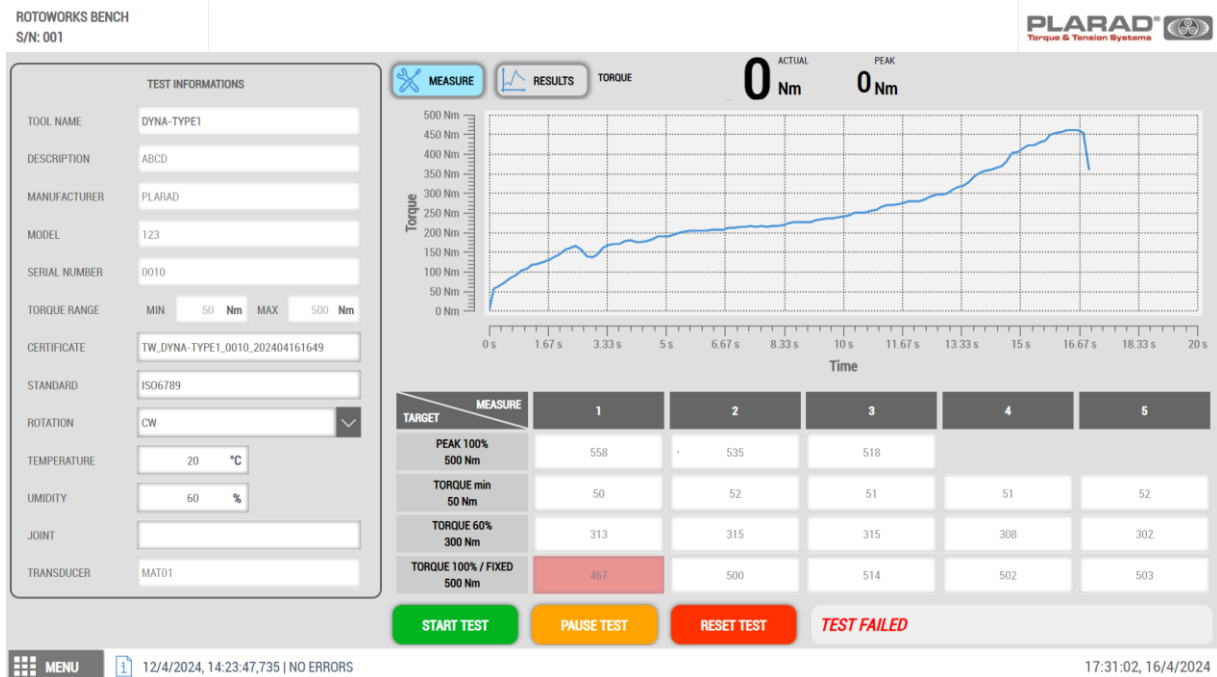 ROTOWORKS BENCH
S/N: 001
PLARAD®
Torque & Tension Systems
TEST INFORMATIONS
TOOL NAME DYNA-TYPE1
DESCRIPTION ABCD
MANUFACTURER PLARAD
MODEL 123
SERIAL NUMBER 0010
TORQUE RANGE MIN 50 Nm MAX 500 Nm
CERTIFICATE TW_DYNA-TYPE1_0010_202404161649
STANDARD ISO6789
ROTATION CW
TEMPERATURE 20 °C
UMIDITY 60 %
JOINT
TRANSDUCER MAT01
MEASURE RESULTS TORQUE 0 ACTUAL Nm 0 PEAK Nm
500 Nm
450 Nm
400 Nm
350 Nm
300 Nm
250 Nm
200 Nm
150 Nm
100 Nm
50 Nm
0 Nm
Torque
0 s 1.67 s 3.33 s 5 s 6.67 s 8.33 s 10 s 11.67 s 13.33 s 15 s 16.67 s 18.33 s 20 s
Time
TARGET MEASURE 1 2 3 4 5
PEAK 100%
500 Nm 558 535 518
TORQUE min
50 Nm 50 52 51 51 52
TORQUE 60%
300 Nm 313 315 315 308 302
TORQUE 100% / FIXED
500 Nm 467 500 514 502 503
START TEST PAUSE TEST RESET TEST TEST FAILED
MENU 12/4/2024, 14:23:47,735 | NO ERRORS 17:31:02, 16/4/2024